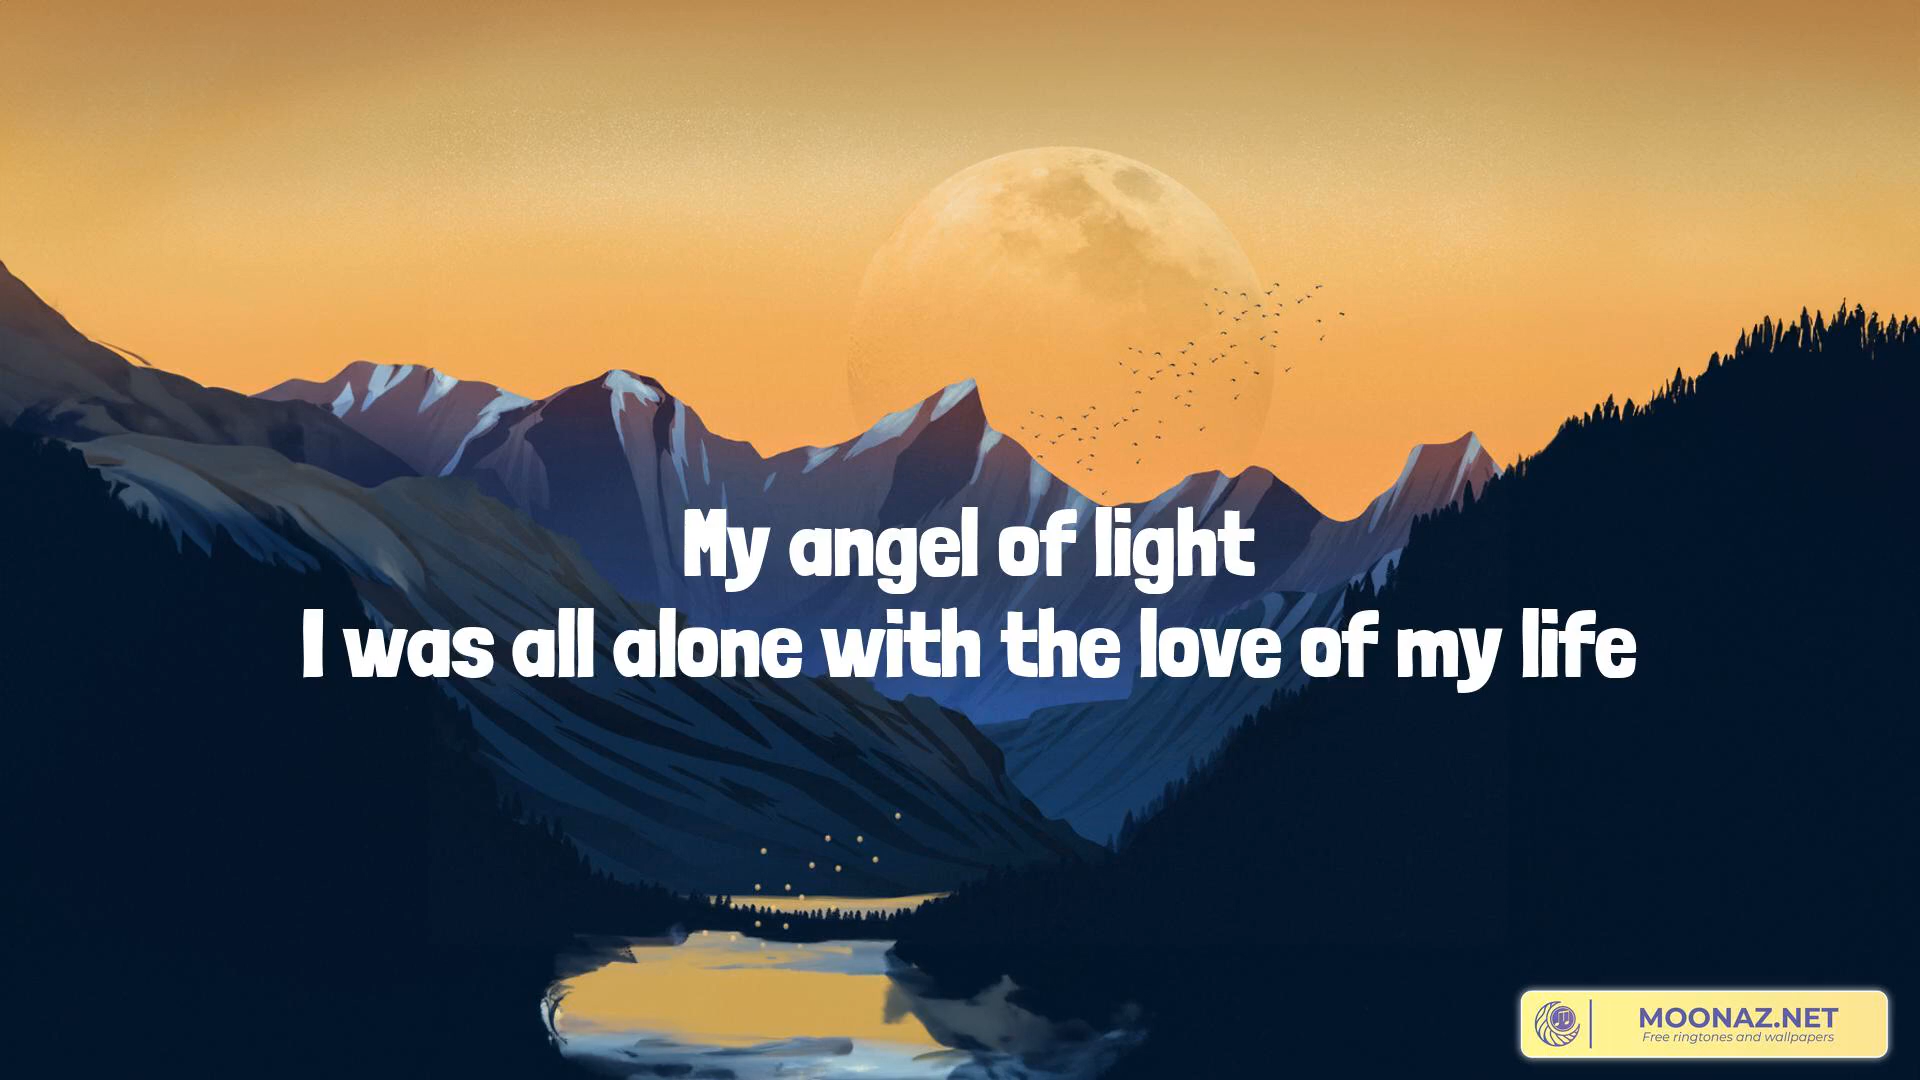 My angel of light
I was all alone with the love of my life
MOONAZ.NET
Free ringtones and wallpapers